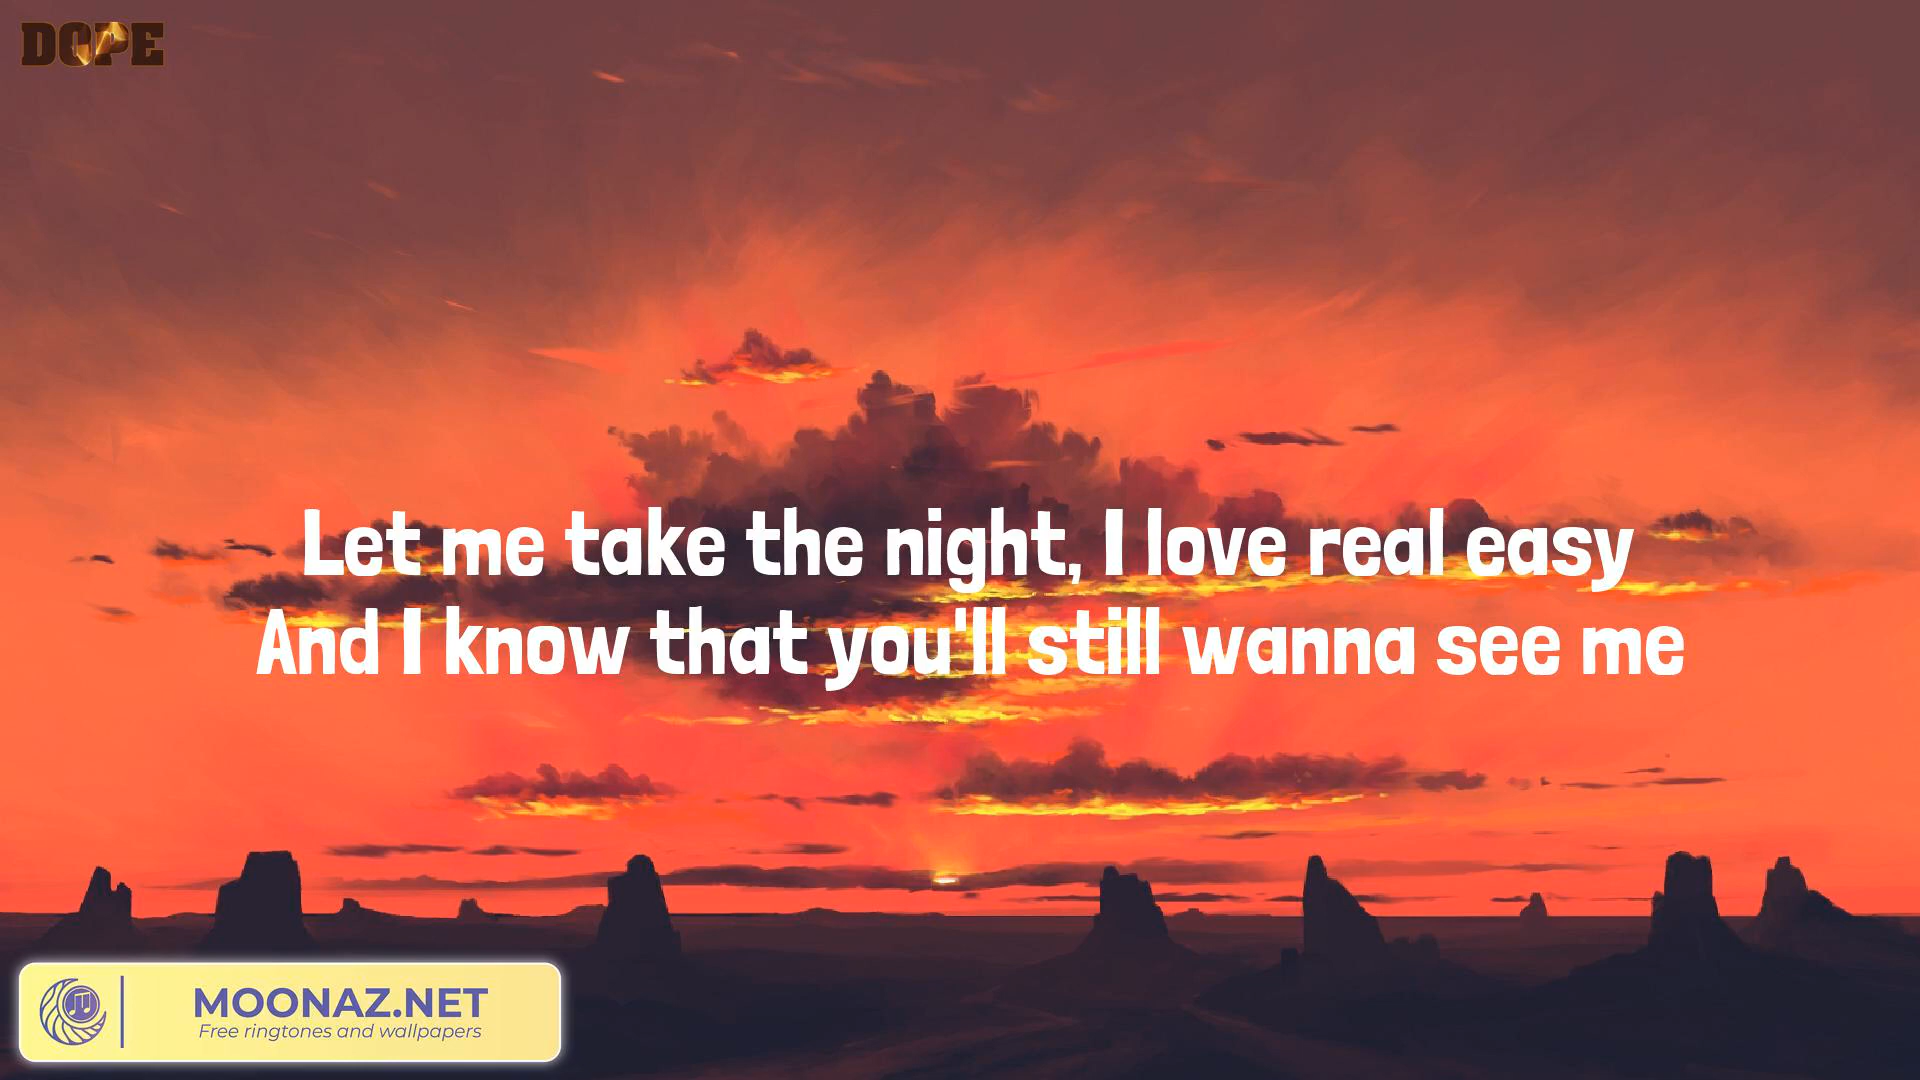 DOPE
Let me take the night, I love real easy
And I know that you'll still wanna see me
MOONAZ.NET
Free ringtones and wallpapers